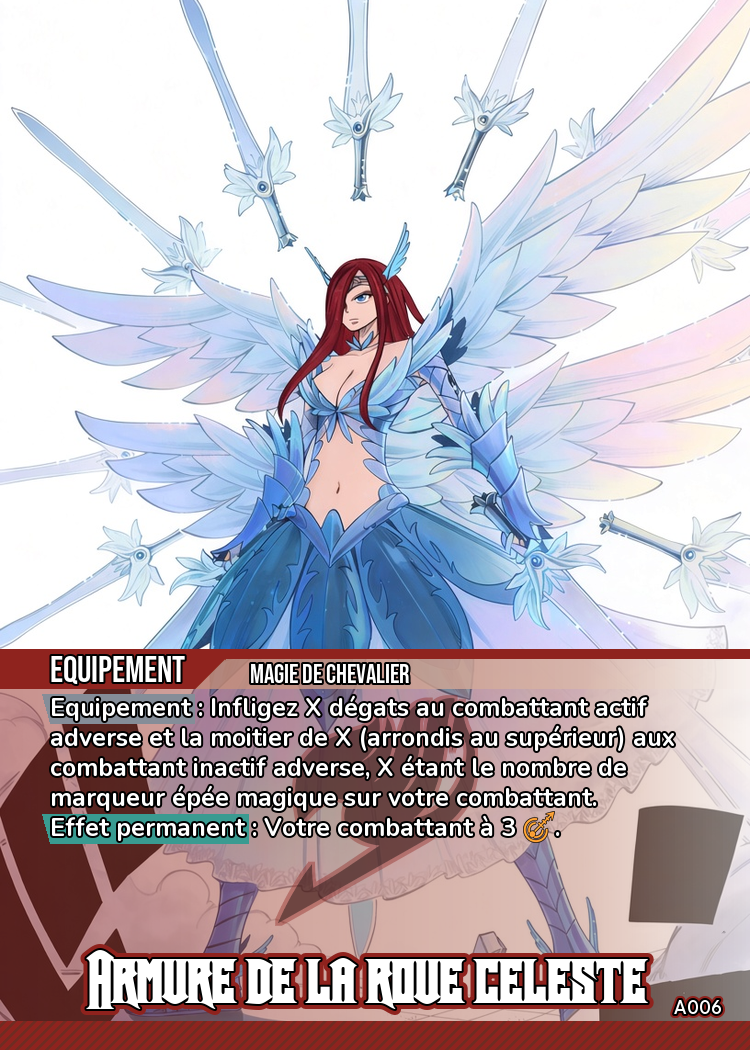 EQUIPEMENT
MAGIE DE CHEVALIER
Equipement : Infligez X dégats au combattant actif
adverse et la moitier de X (arrondis au supérieur) aux
combattant inactif adverse, X étant le nombre de
marqueur épée magique sur votre combattant.
Effet permanent : Votre combattant à 3 .
ARMURE DE LA ROUE CELESTE
A006